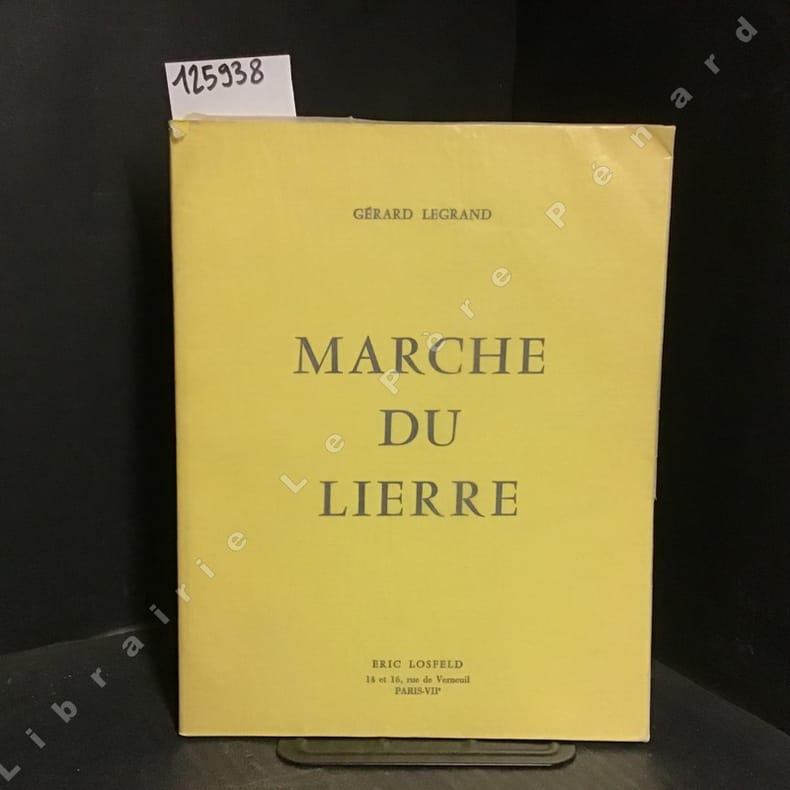 125938
GÉRARD LEGRAND
MARCHE
DU
LIERRE
ERIC LOSFELD
14 et 16, rue de Verneuil
PARIS-VIIᵉ
Librairie Le Père Pénard